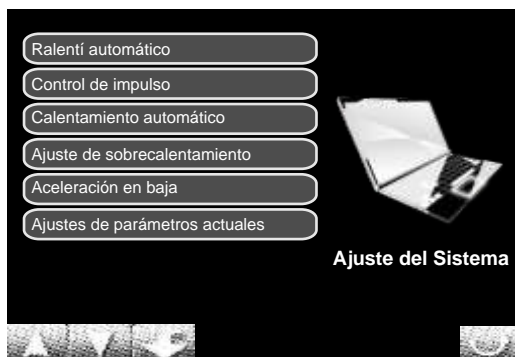 Ralentí automático
Control de impulso
Calentamiento automático
Ajuste de sobrecalentamiento
Aceleración en baja
Ajustes de parámetros actuales
Ajuste del Sistema